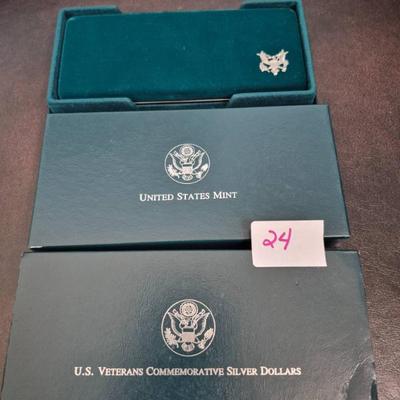 UNITED STATES MINT
24
U.S. VETERANS COMMEMORATIVE SILVER DOLLARS